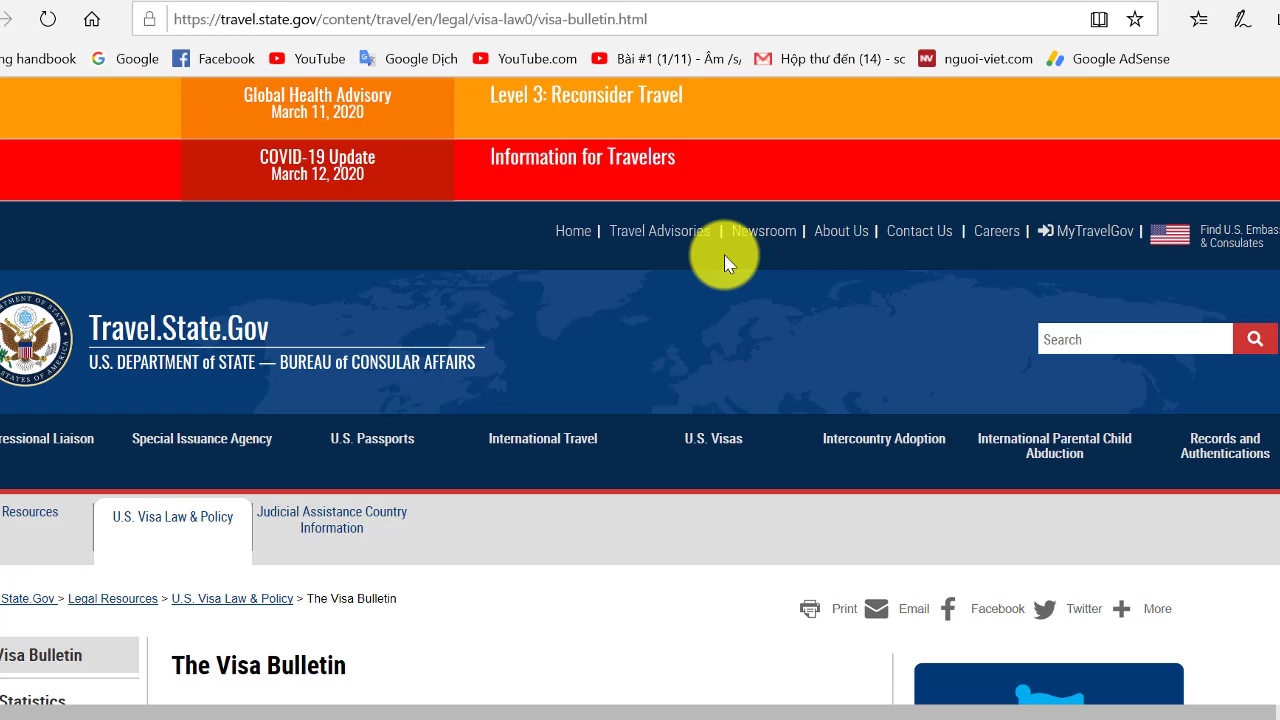 https://travel.state.gov/content/travel/en/legal/visa-law0/visa-bulletin.html
ng handbook Google Facebook YouTube Google Dịch YouTube.com Bài #1 (1/11) - Âm /s/ Hộp thư đến (14) - sc nguoi-viet.com Google AdSense
Global Health Advisory
March 11, 2020
Level 3: Reconsider Travel
COVID-19 Update
March 12, 2020
Information for Travelers
Home | Travel Advisories | Newsroom | About Us | Contact Us | Careers | MyTravelGov | Find U.S. Embas
& Consulates
Travel.State.Gov
U.S. DEPARTMENT of STATE — BUREAU of CONSULAR AFFAIRS
Search
ressional Liaison Special Issuance Agency U.S. Passports International Travel U.S. Visas Intercountry Adoption International Parental Child Records and
Abduction Authentications
Resources U.S. Visa Law & Policy Judicial Assistance Country
Information
State.Gov > Legal Resources > U.S. Visa Law & Policy > The Visa Bulletin
Print Email Facebook Twitter More
Visa Bulletin
The Visa Bulletin
Statistics